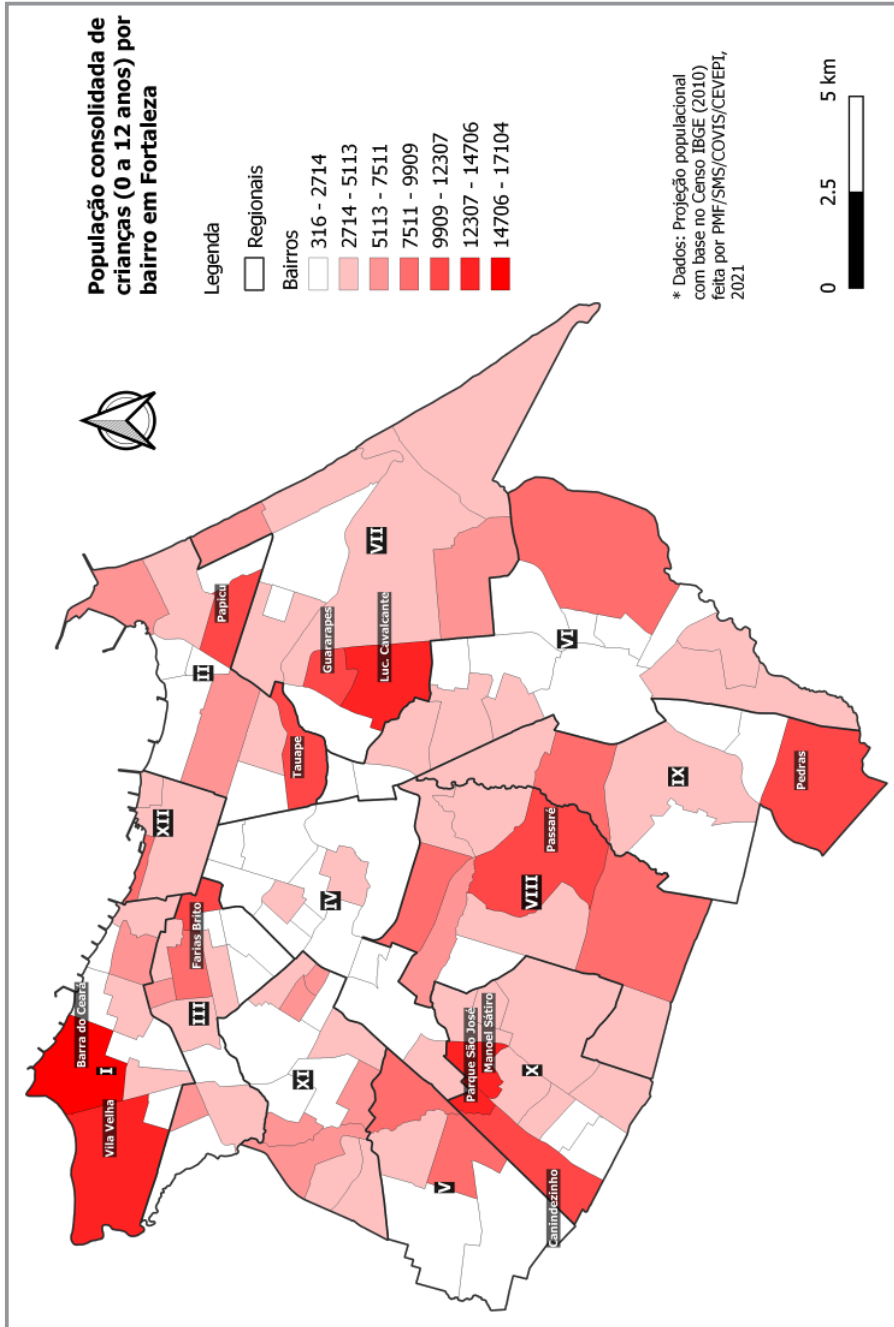 População consolidada de
crianças (0 a 12 anos) por
bairro em Fortaleza
Legenda
Regionais
Bairros
316 - 2714
2714 - 5113
5113 - 7511
7511 - 9909
9909 - 12307
12307 - 14706
14706 - 17104
* Dados: Projeção populacional
com base no Censo IBGE (2010)
feita por PMF/SMS/COVIS/CEVEPI,
2021
0 2.5 5 km
Barra do Ceará
I
Vila Velha
XII
Farias Brito
III
II
Papicu
Tauape
Guararapes
Luc. Cavalcante
VII
IV
XI
Parque São José
Manoel Sátiro
X
V
Canindezinho
Passaré
VIII
VI
IX
Pedras